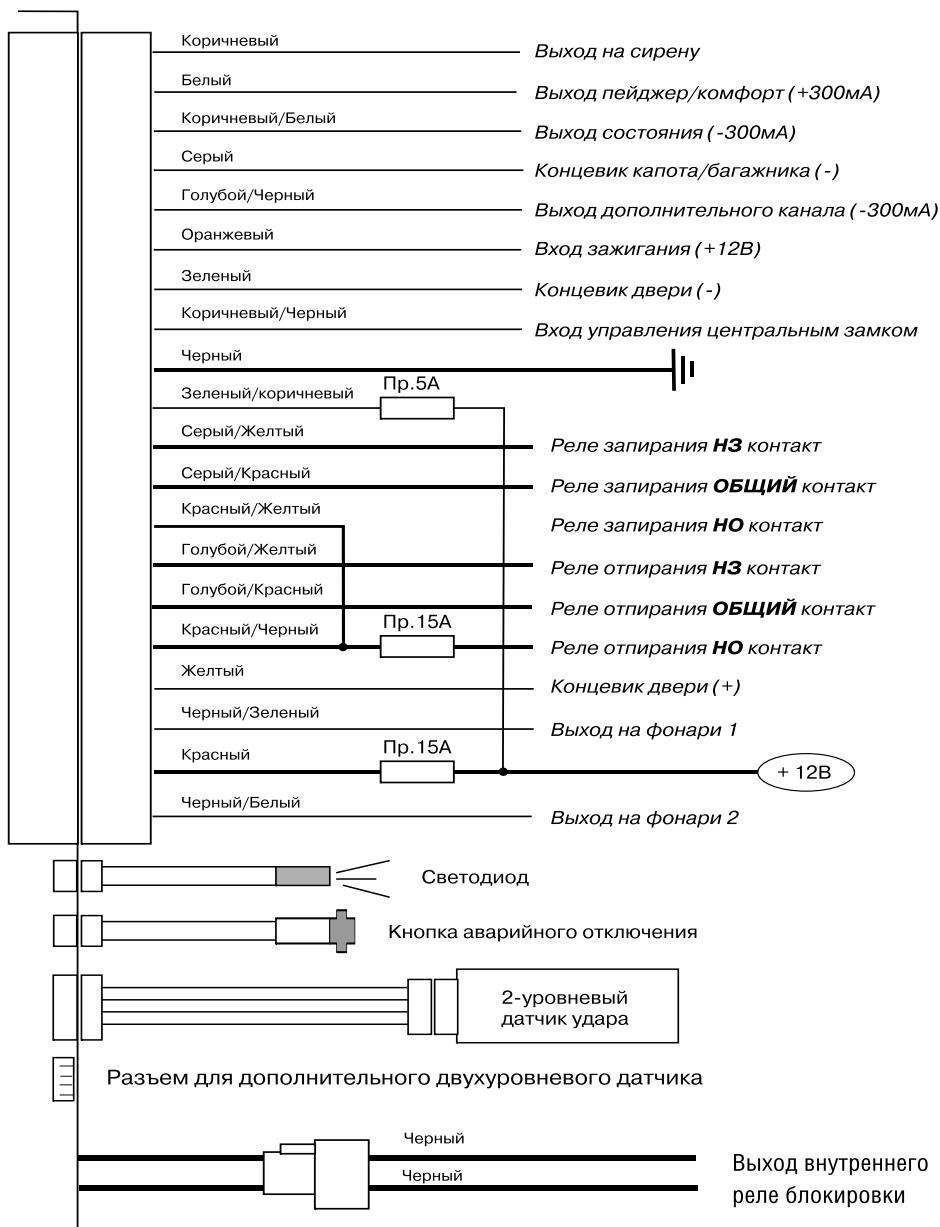 Коричневый
Выход на сирену
Белый
Выход пейджер/комфорт (+300мА)
Коричневый/Белый
Выход состояния (-300мА)
Серый
Концевик капота/багажника (-)
Голубой/Черный
Выход дополнительного канала (-300мА)
Оранжевый
Вход зажигания (+12В)
Зеленый
Концевик двери (-)
Коричневый/Черный
Вход управления центральным замком
Черный
Зеленый/коричневый
Пр.5А
Серый/Желтый
Реле запирания НЗ контакт
Серый/Красный
Реле запирания ОБЩИЙ контакт
Красный/Желтый
Реле запирания НО контакт
Голубой/Желтый
Реле отпирания НЗ контакт
Голубой/Красный
Реле отпирания ОБЩИЙ контакт
Красный/Черный
Пр.15А
Реле отпирания НО контакт
Желтый
Концевик двери (+)
Черный/Зеленый
Выход на фонари 1
Красный
Пр.15А
+ 12В
Черный/Белый
Выход на фонари 2
Светодиод
Кнопка аварийного отключения
2-уровневый
датчик удара
Разъем для дополнительного двухуровневого датчика
Черный
Черный
Выход внутреннего
реле блокировки